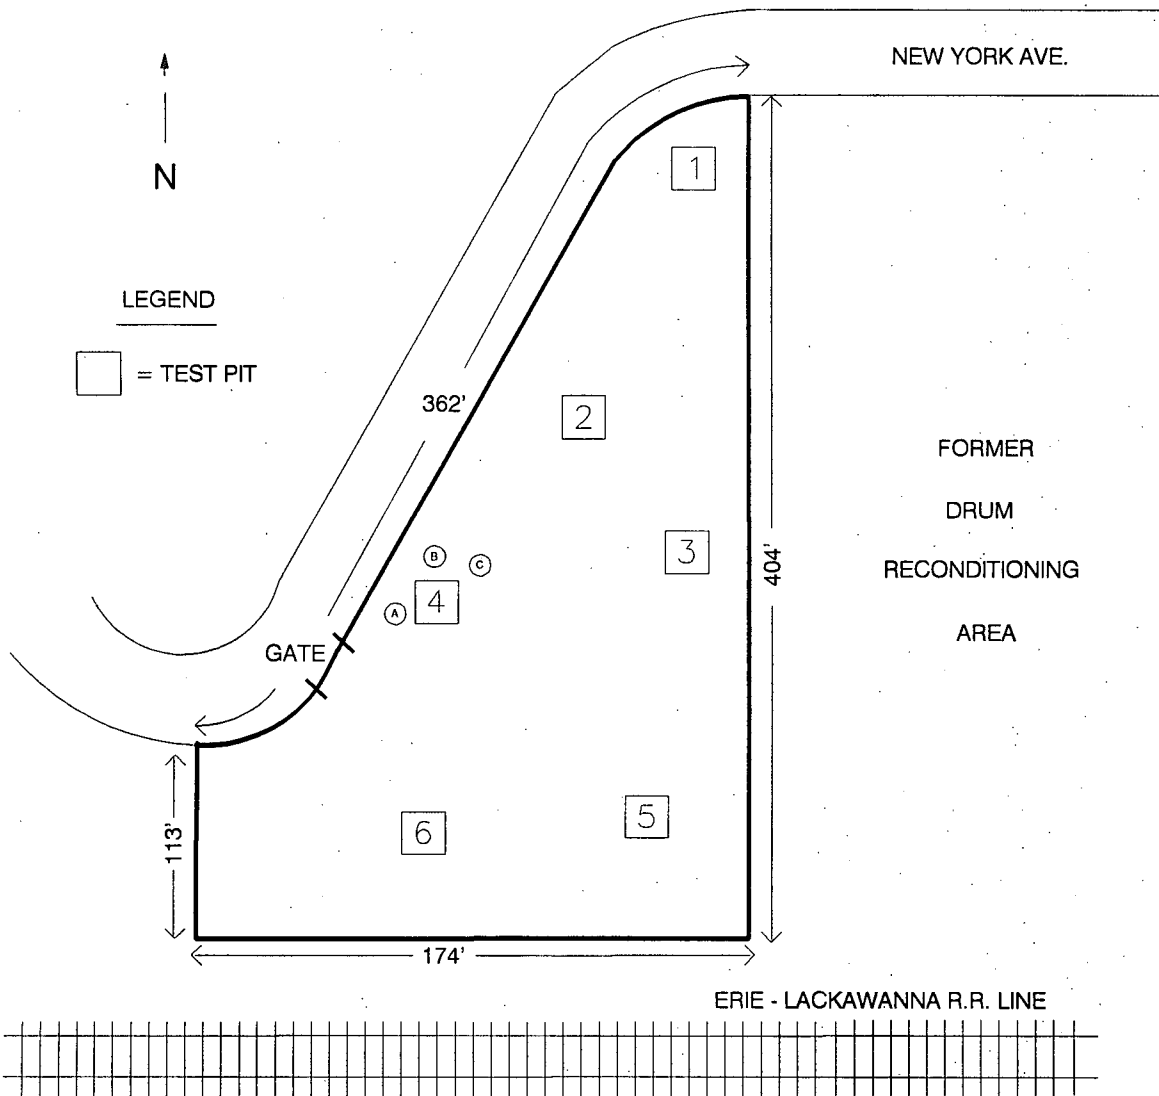 NEW YORK AVE.
N
1
LEGEND
= TEST PIT
362'
2
FORMER
DRUM
RECONDITIONING
AREA
3
404'
B
C
4
A
GATE
113'
6
5
174'
ERIE - LACKAWANNA R.R. LINE